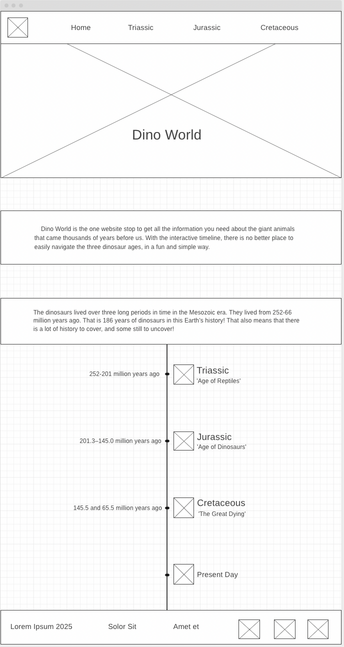 Home Triassic Jurassic Cretaceous
Dino World
Dino World is the one website stop to get all the information you need about the giant animals
that came thousands of years before us. With the interactive timeline, there is no better place to
easily navigate the three dinosaur ages, in a fun and simple way.
The dinosaurs lived over three long periods in time in the Mesozoic era. They lived from 252-66
million years ago. That is 186 years of dinosaurs in this Earth's history! That also means that there
is a lot of history to cover, and some still to uncover!
252-201 million years ago
Triassic
'Age of Reptiles'
201.3–145.0 million years ago
Jurassic
'Age of Dinosaurs'
145.5 and 65.5 million years ago
Cretaceous
'The Great Dying'
Present Day
Lorem Ipsum 2025 Solor Sit Amet et